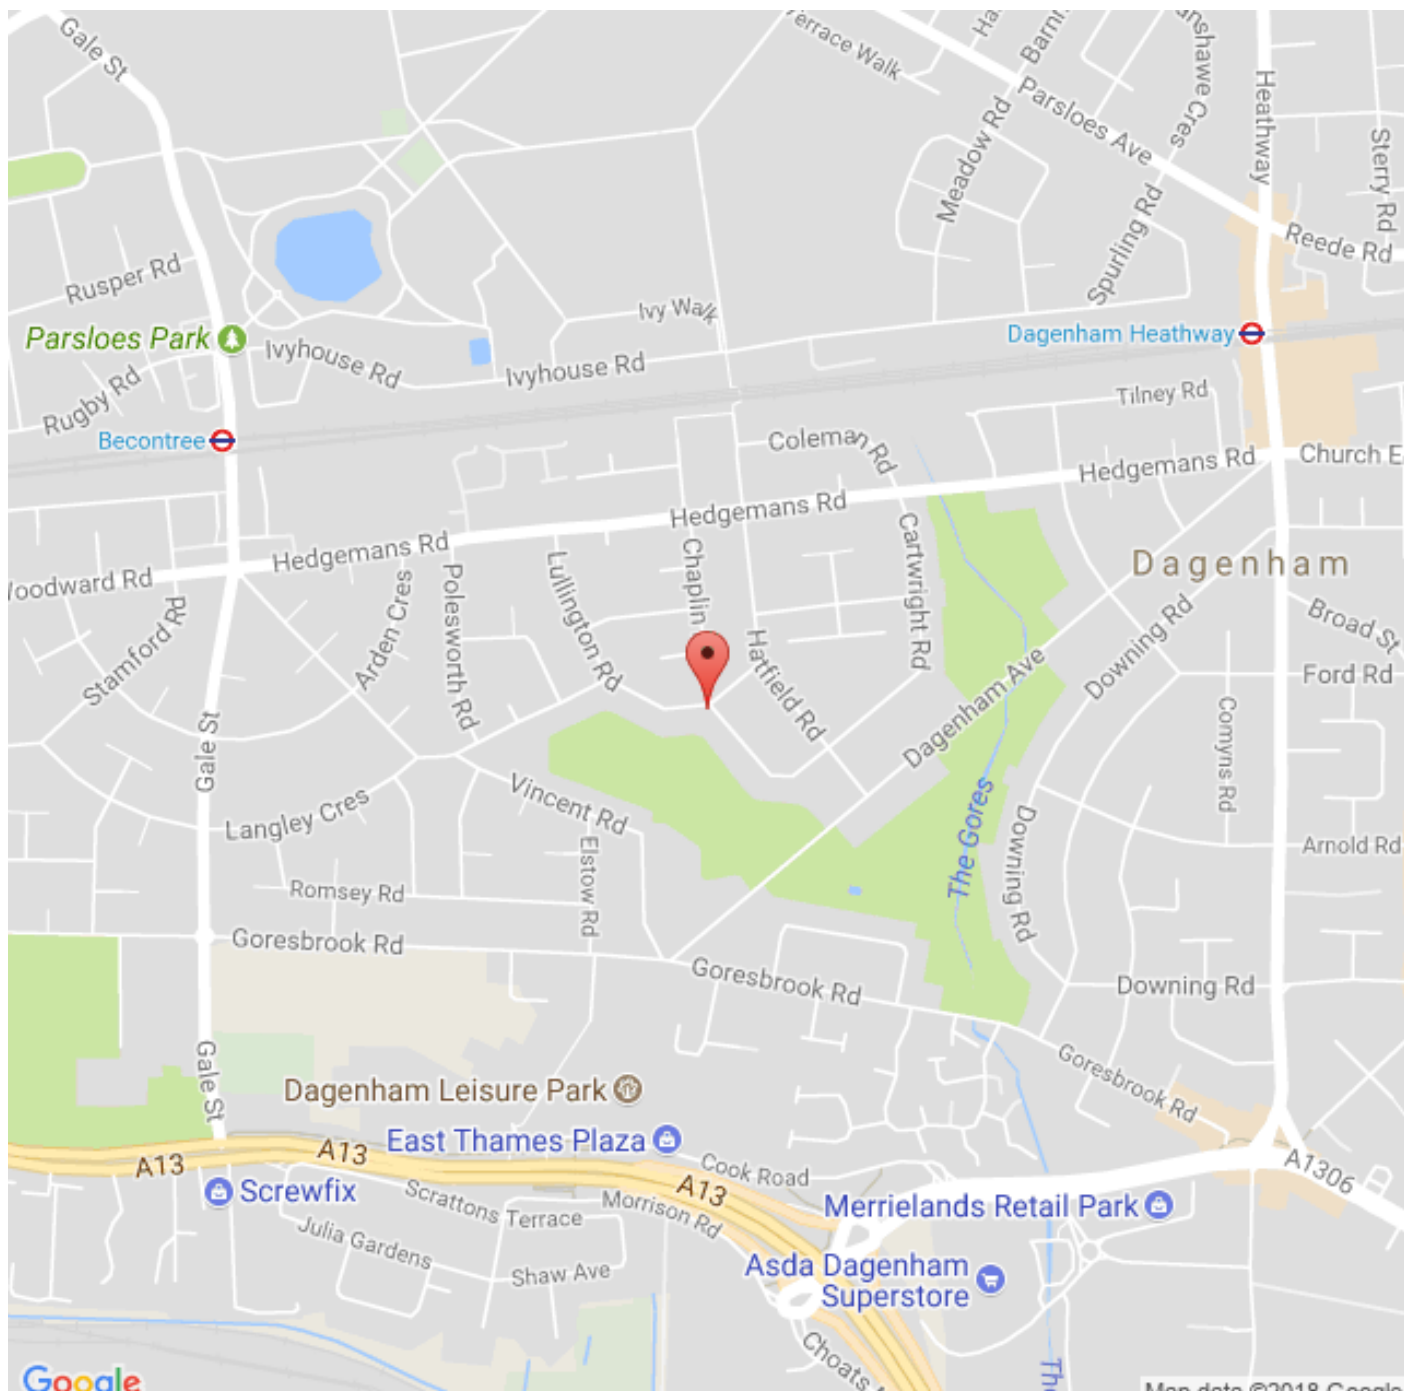 Gale St
Terrace Walk
Parsloes Ave
Meadow Rd
Heathway
Sterry Rd
Spurling Rd
Reede Rd
Rusper Rd
Ivy Walk
Parsloes Park
Dagenham Heathway
Ivyhouse Rd
Ivyhouse Rd
Rugby Rd
Tilney Rd
Becontree
Coleman Rd
Hedgemans Rd
Church E
Hedgemans Rd
Hedgemans Rd
Cartwright Rd
Chaplin
Lullington Rd
Polesworth Rd
Arden Cres
Woodward Rd
Stamford Rd
Dagenham
Broad St
Downing Rd
Ford Rd
Hatfield Rd
Dagenham Ave
Gale St
Comyns Rd
Vincent Rd
Langley Cres
The Gores
Downing Rd
Arnold Rd
Elstow Rd
Romsey Rd
Goresbrook Rd
Goresbrook Rd
Downing Rd
Gale St
Goresbrook Rd
Dagenham Leisure Park
East Thames Plaza
A13
A13
Cook Road
A13
A1306
Screwfix
Scrattons Terrace
Morrison Rd
Merrielands Retail Park
Julia Gardens
Shaw Ave
Asda Dagenham
Superstore
Choats
Google
Map data ©2018 Google